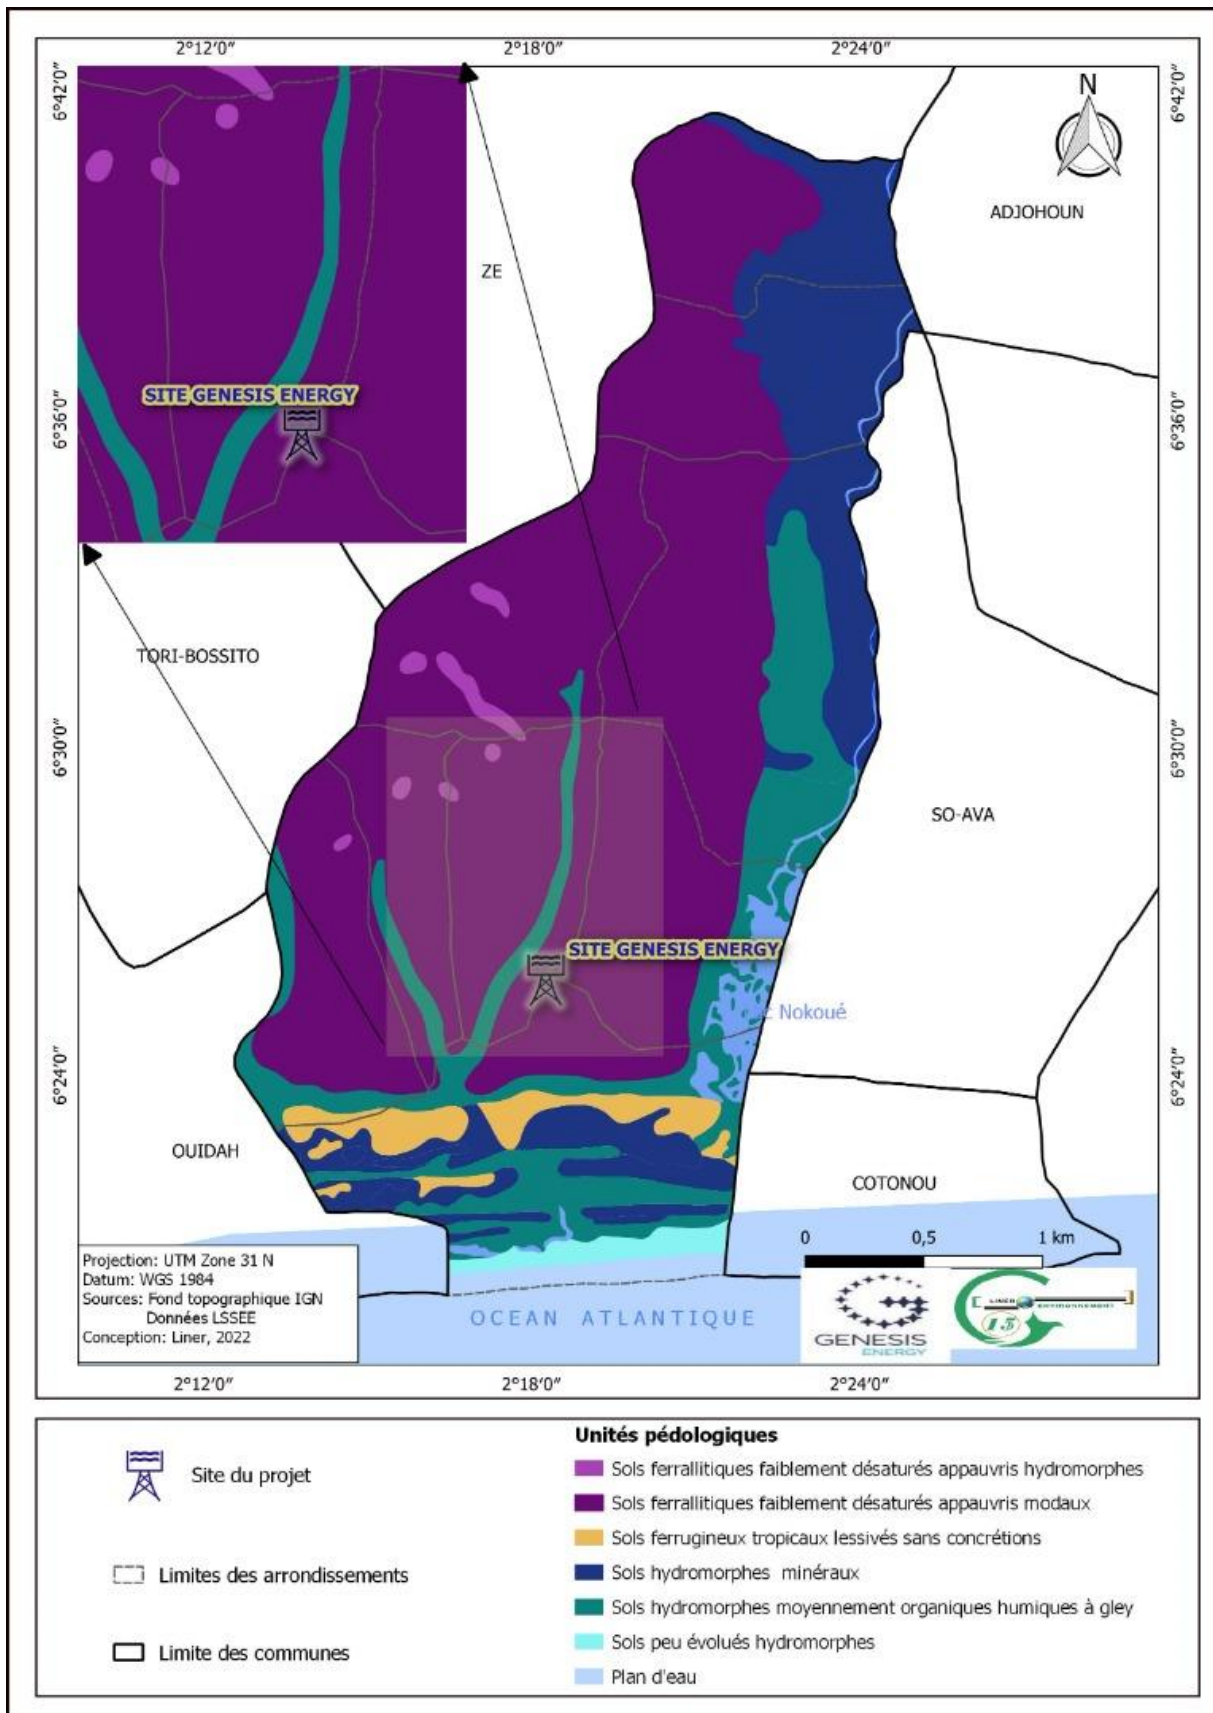 2°12'0" 2°18'0" 2°24'0"
6°42'0" 6°42'0"
N
ADJOHOUN
ZE
SITE GENESIS ENERGY
6°36'0" 6°36'0"
TORI-BOSSITO
6°30'0" 6°30'0"
SO-AVA
SITE GENESIS ENERGY
c Nokoué
6°24'0" 6°24'0"
OUIDAH
COTONOU
0 0,5 1 km
Projection: UTM Zone 31 N
Datum: WGS 1984
Sources: Fond topographique IGN
Données LSSEE
Conception: Liner, 2022
OCEAN ATLANTIQUE
GENESIS
ENERGY
LINER ENVIRONNEMENT
15
2°12'0" 2°18'0" 2°24'0"
Site du projet
Limites des arrondissements
Limite des communes
Unités pédologiques
Sols ferrallitiques faiblement désaturés appauvris hydromorphes
Sols ferrallitiques faiblement désaturés appauvris modaux
Sols ferrugineux tropicaux lessivés sans concrétions
Sols hydromorphes minéraux
Sols hydromorphes moyennement organiques humiques à gley
Sols peu évolués hydromorphes
Plan d'eau